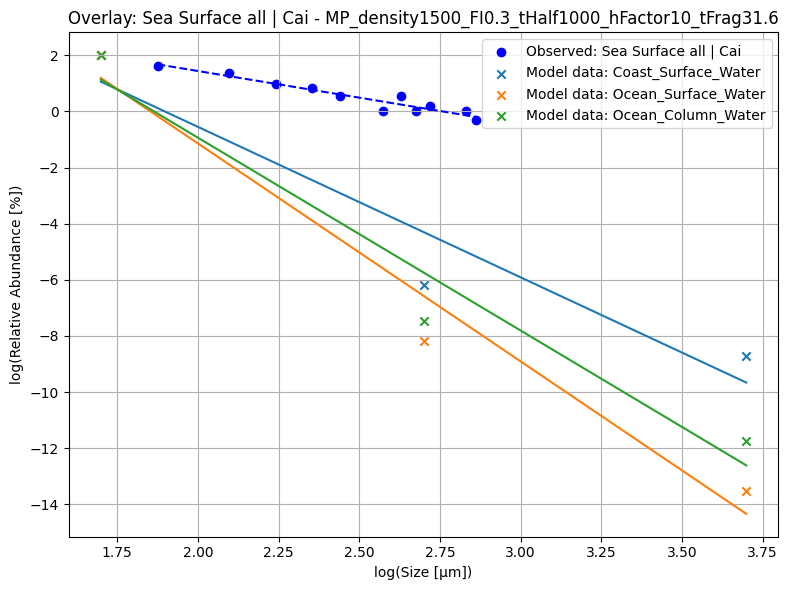 Overlay: Sea Surface all | Cai - MP_density1500_FI0.3_tHalf1000_hFactor10_tFrag31.6
Observed: Sea Surface all | Cai
Model data: Coast_Surface_Water
Model data: Ocean_Surface_Water
Model data: Ocean_Column_Water
log(Relative Abundance [%])
2
0
−2
−4
−6
−8
−10
−12
−14
1.75 2.00 2.25 2.50 2.75 3.00 3.25 3.50 3.75
log(Size [μm])